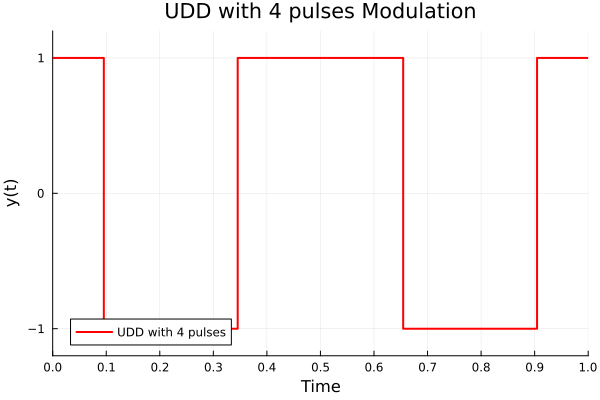 UDD with 4 pulses Modulation
y(t)
1
0
−1
UDD with 4 pulses
0.0 0.1 0.2 0.3 0.4 0.5 0.6 0.7 0.8 0.9 1.0
Time